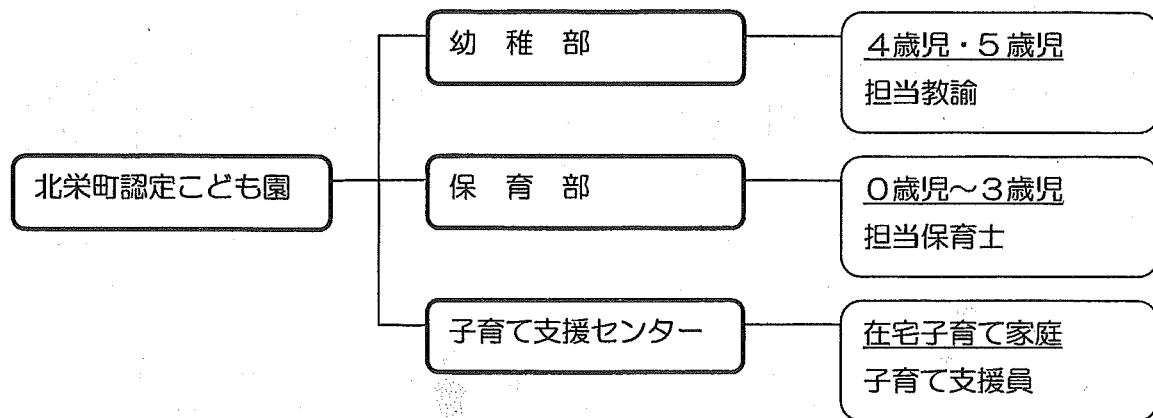 北栄町認定こども園
幼 稚 部
4歳児・5歳児
担当教諭
保 育 部
0歳児～3歳児
担当保育士
子育て支援センター
在宅子育て家庭
子育て支援員